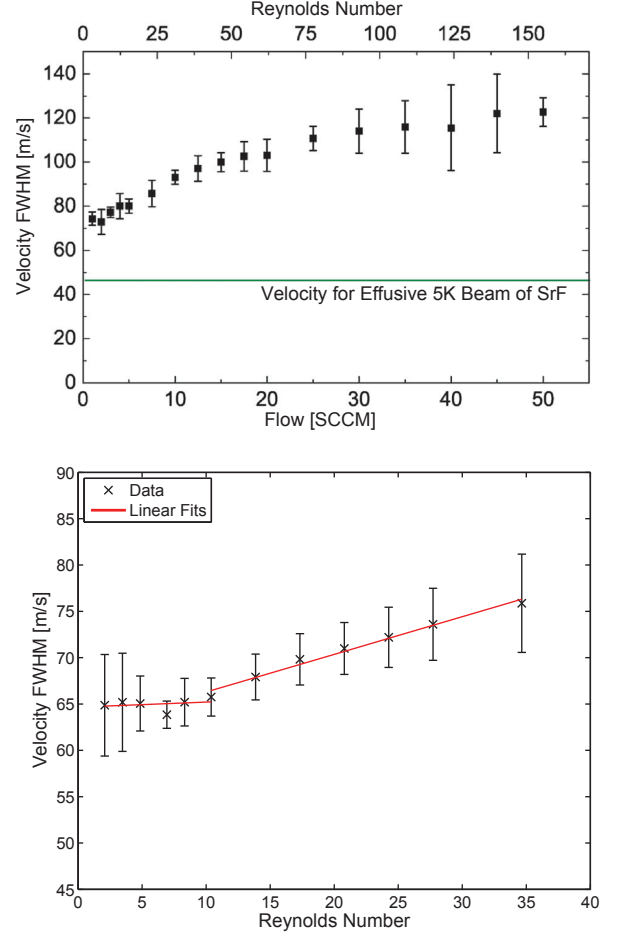 Reynolds Number
0 25 50 75 100 125 150
140
120
100
80
60
40
20
0
Velocity FWHM [m/s]
Velocity for Effusive 5K Beam of SrF
0 10 20 30 40 50
Flow [SCCM]
90
85
80
75
70
65
60
55
50
45
Velocity FWHM [m/s]
Data
Linear Fits
0 5 10 15 20 25 30 35 40
Reynolds Number